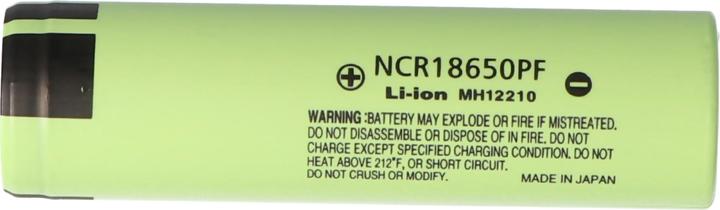 NCR18650PF
Li-ion MH12210
WARNING:BATTERY MAY EXPLODE OR FIRE IF MISTREATED.
DO NOT DISASSEMBLE OR DISPOSE OF IN FIRE, DO NOT
CHARGE EXCEPT SPECIFIED CHARGING CONDITION. DO NOT
HEAT ABOVE 212°F, OR SHORT CIRCUIT.
DO NOT CRUSH OR MODIFY. MADE IN JAPAN